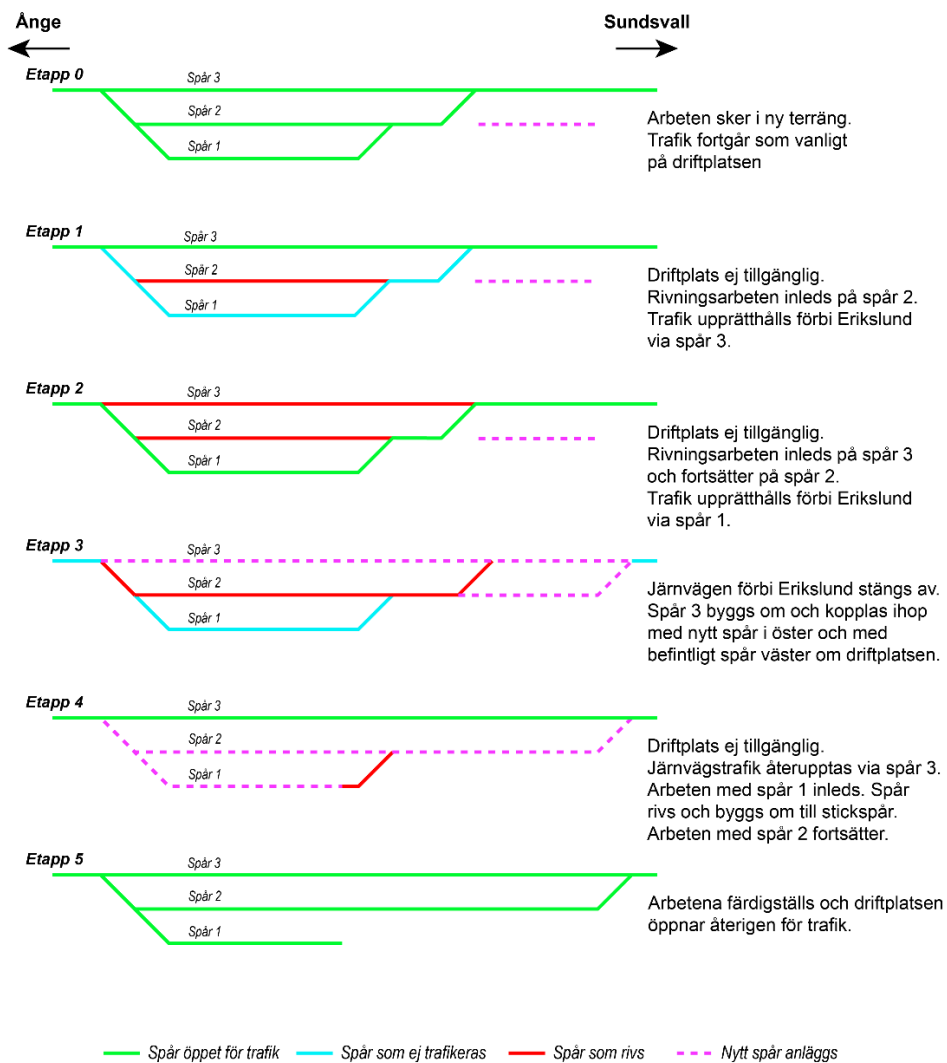 Ånge
Sundsvall
Etapp 0
Spår 3
Spår 2
Spår 1
Arbeten sker i ny terräng.
Trafik fortgår som vanligt
på driftplatsen
Etapp 1
Spår 3
Spår 2
Spår 1
Driftplats ej tillgänglig.
Rivningsarbeten inleds på spår 2.
Trafik upprätthålls förbi Erikslund
via spår 3.
Etapp 2
Spår 3
Spår 2
Spår 1
Driftplats ej tillgänglig.
Rivningsarbeten inleds på spår 3
och fortsätter på spår 2.
Trafik upprätthålls förbi Erikslund
via spår 1.
Etapp 3
Spår 3
Spår 2
Spår 1
Järnvägen förbi Erikslund stängs av.
Spår 3 byggs om och kopplas ihop
med nytt spår i öster och med
befintligt spår väster om driftplatsen.
Etapp 4
Spår 3
Spår 2
Spår 1
Driftplats ej tillgänglig.
Järnvägstrafik återupptas via spår 3.
Arbeten med spår 1 inleds. Spår
rivs och byggs om till stickspår.
Arbeten med spår 2 fortsätter.
Etapp 5
Spår 3
Spår 2
Spår 1
Arbetena färdigställs och driftplatsen
öppnar återigen för trafik.
Spår öppet för trafik
Spår som ej trafikeras
Spår som rivs
Nytt spår anläggs